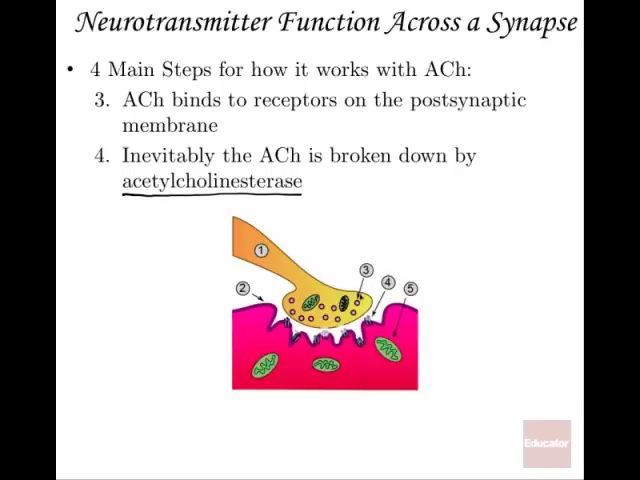 Neurotransmitter Function Across a Synapse
• 4 Main Steps for how it works with ACh:
3. ACh binds to receptors on the postsynaptic
membrane
4. Inevitably the ACh is broken down by
acetylcholinesterase
1
3
4
2
5
Educator